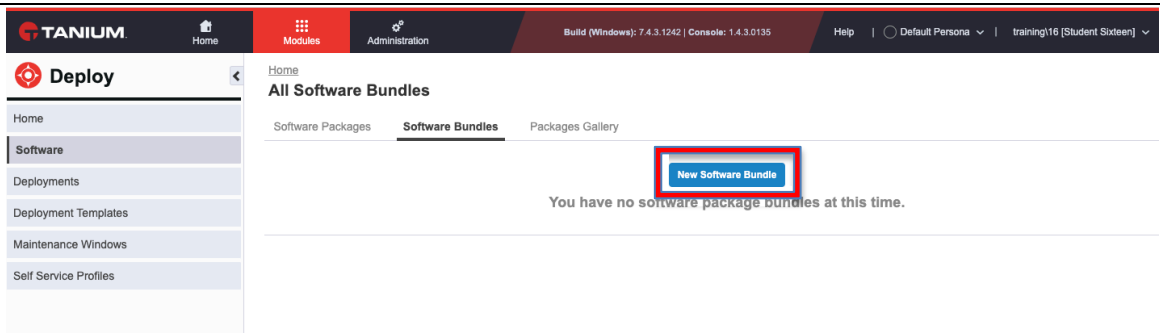 TANIUM
Home
Modules
Administration
Build (Windows): 7.4.3.1242 | Console: 1.4.3.0135
Help
Default Persona
training\16 [Student Sixteen]
Deploy
Home
Software
Deployments
Deployment Templates
Maintenance Windows
Self Service Profiles
Home
All Software Bundles
Software Packages
Software Bundles
Packages Gallery
New Software Bundle
You have no software package bundles at this time.